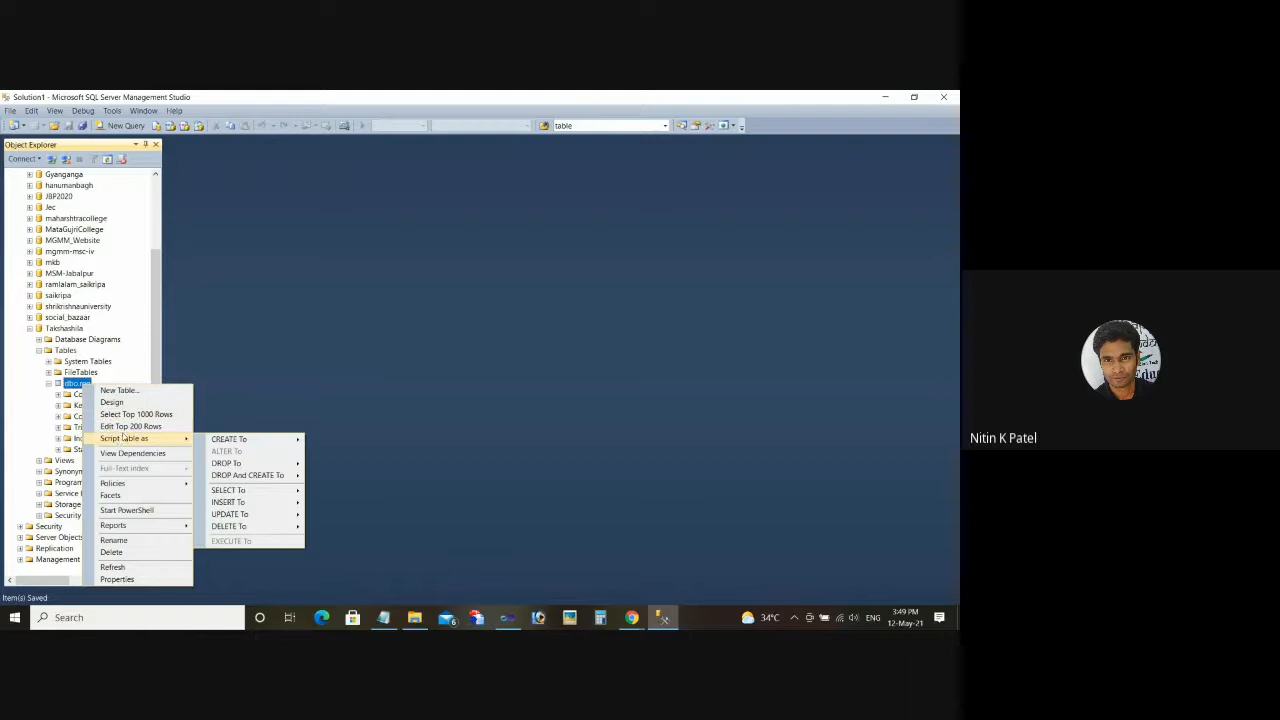 Solution1 - Microsoft SQL Server Management Studio
File Edit View Debug Tools Window Help
New Query table
Object Explorer
Connect
Gyanganga
hanumanbagh
JBP2020
Jec
maharshtracollege
MataGujriCollege
MGMM_Website
mgmm-msc-iv
mkb
MSM-Jabalpur
ramlalam_saikripa
saikripa
shrikrishnauniversity
social_bazaar
Takshashila
Database Diagrams
Tables
System Tables
FileTables
Views
Security
Security
Server Objects
Replication
Management
New Table...
Design
Select Top 1000 Rows
Edit Top 200 Rows
Script Table as
View Dependencies
Full-Text index
Policies
Facets
Start PowerShell
Reports
Rename
Delete
Refresh
Properties
CREATE To
ALTER To
DROP To
DROP And CREATE To
SELECT To
INSERT To
UPDATE To
DELETE To
EXECUTE To
Item(s) Saved
Search
6
34°C
ENG
3:49 PM
12-May-21
Nitin K Patel